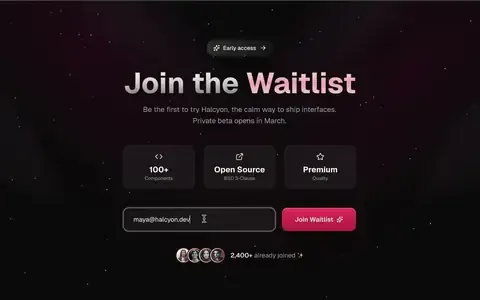 Early access →
Join the Waitlist
Be the first to try Halcyon, the calm way to ship interfaces.
Private beta opens in March.
100+
Components
Open Source
BSD 3-Clause
Premium
Quality
maya@halcyon.dev
Join Waitlist
2,400+ already joined